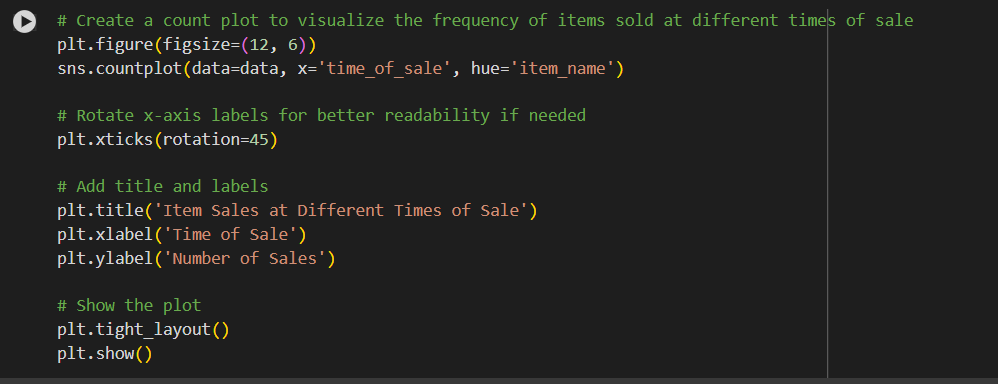 # Create a count plot to visualize the frequency of items sold at different times of sale
plt.figure(figsize=(12, 6))
sns.countplot(data=data, x='time_of_sale', hue='item_name')
# Rotate x-axis labels for better readability if needed
plt.xticks(rotation=45)
# Add title and labels
plt.title('Item Sales at Different Times of Sale')
plt.xlabel('Time of Sale')
plt.ylabel('Number of Sales')
# Show the plot
plt.tight_layout()
plt.show()